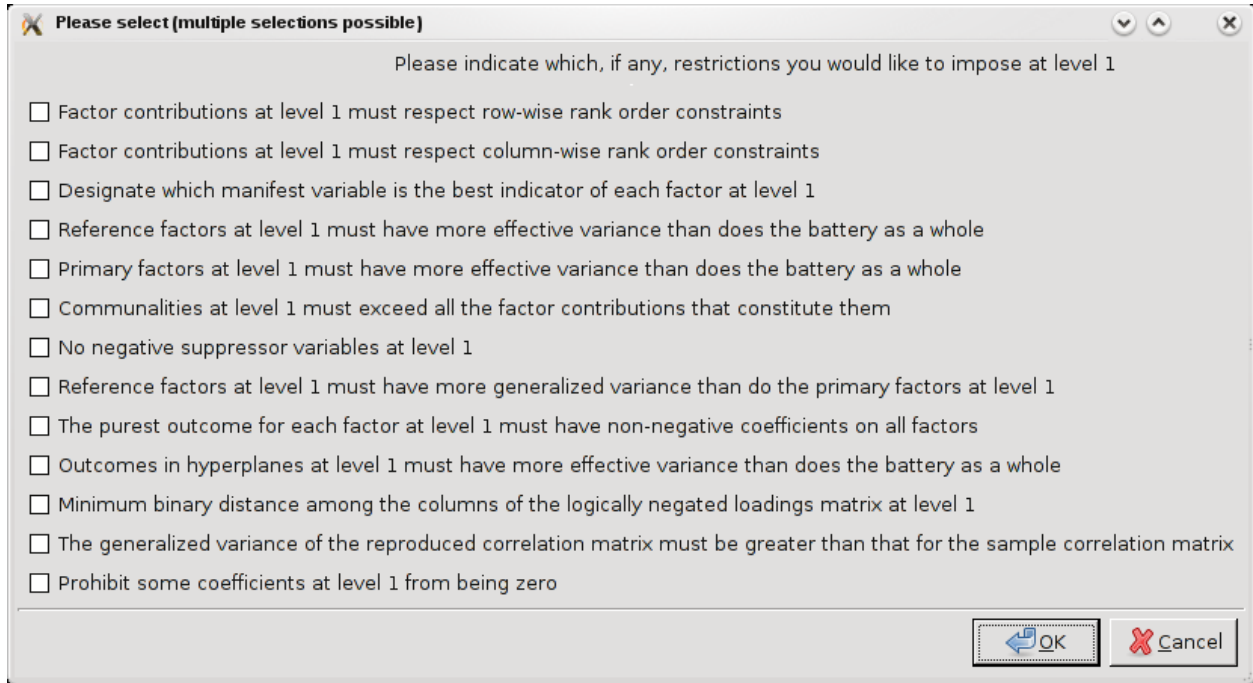 Please select (multiple selections possible)
Please indicate which, if any, restrictions you would like to impose at level 1
Factor contributions at level 1 must respect row-wise rank order constraints
Factor contributions at level 1 must respect column-wise rank order constraints
Designate which manifest variable is the best indicator of each factor at level 1
Reference factors at level 1 must have more effective variance than does the battery as a whole
Primary factors at level 1 must have more effective variance than does the battery as a whole
Communalities at level 1 must exceed all the factor contributions that constitute them
No negative suppressor variables at level 1
Reference factors at level 1 must have more generalized variance than do the primary factors at level 1
The purest outcome for each factor at level 1 must have non-negative coefficients on all factors
Outcomes in hyperplanes at level 1 must have more effective variance than does the battery as a whole
Minimum binary distance among the columns of the logically negated loadings matrix at level 1
The generalized variance of the reproduced correlation matrix must be greater than that for the sample correlation matrix
Prohibit some coefficients at level 1 from being zero
OK Cancel